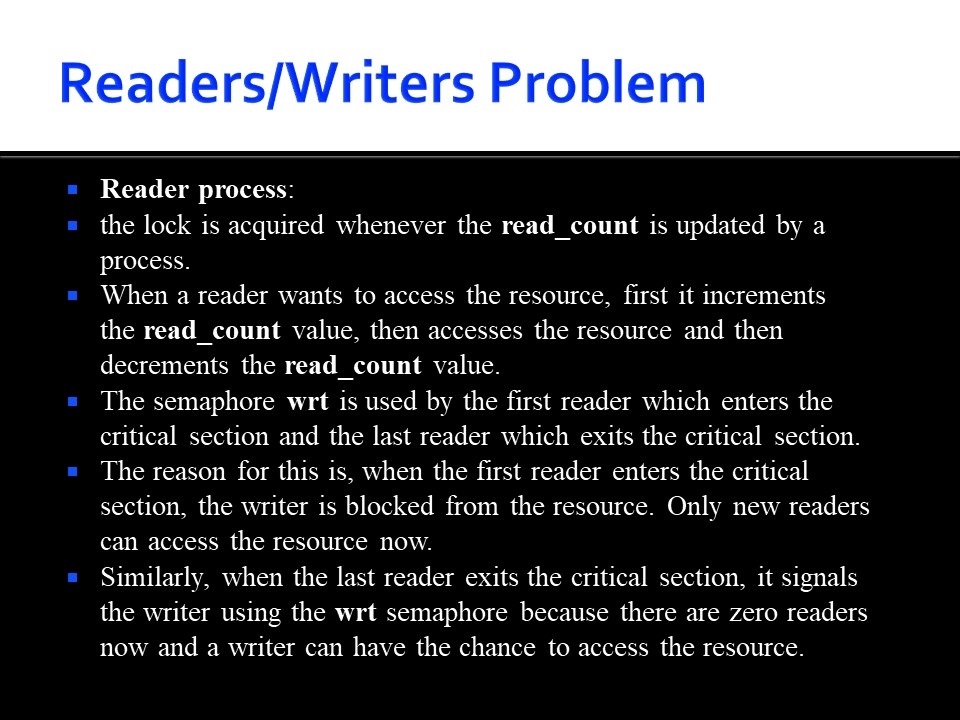 Readers/Writers Problem
Reader process:
the lock is acquired whenever the read_count is updated by a
process.
When a reader wants to access the resource, first it increments
the read_count value, then accesses the resource and then
decrements the read_count value.
The semaphore wrt is used by the first reader which enters the
critical section and the last reader which exits the critical section.
The reason for this is, when the first reader enters the critical
section, the writer is blocked from the resource. Only new readers
can access the resource now.
Similarly, when the last reader exits the critical section, it signals
the writer using the wrt semaphore because there are zero readers
now and a writer can have the chance to access the resource.